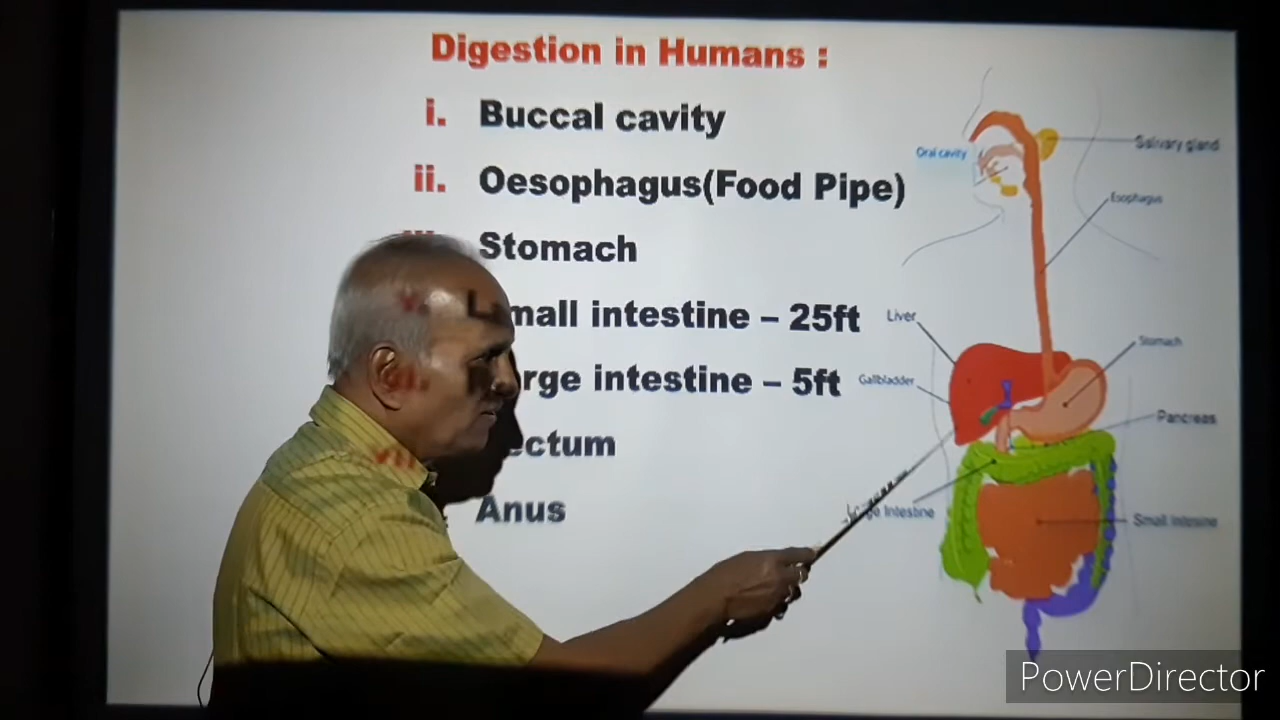 Digestion in Humans :
i. Buccal cavity
ii. Oesophagus(Food Pipe)
Stomach
mall intestine – 25ft
rge intestine – 5ft
ectum
Anus
Oral cavity
Salivary gland
Esophagus
Liver
Stomach
Gallbladder
Pancreas
Intestine
Small Intestine
PowerDirector